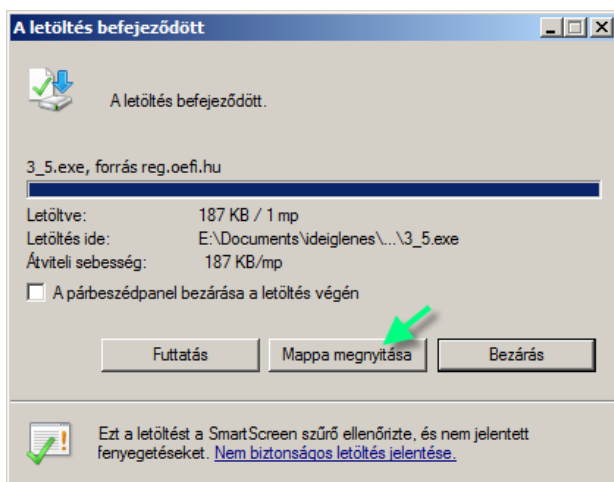 A letöltés befejeződött
A letöltés befejeződött.
3_5.exe, forrás reg.oefi.hu
Letöltve: 187 KB / 1 mp
Letöltés ide: E:\Documents\ideiglenes\...\3_5.exe
Átviteli sebesség: 187 KB/mp
A párbeszédpanel bezárása a letöltés végén
Futtatás Mappa megnyitása Bezárás
Ezt a letöltést a SmartScreen szűrő ellenőrizte, és nem jelentett
fenyegetéseket. Nem biztonságos letöltés jelentése.